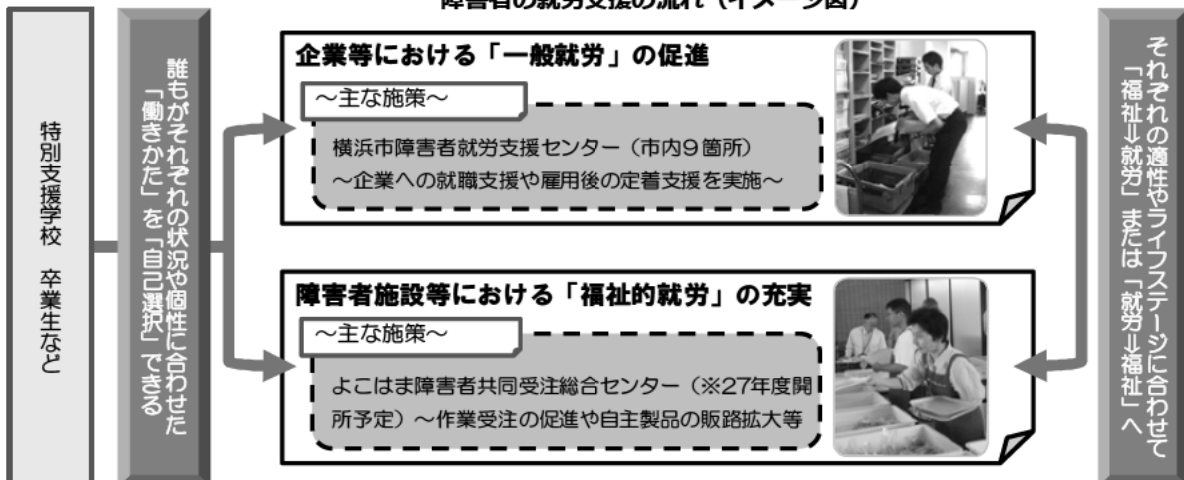 障害者の就労支援の流れ（イメージ図）
特別支援学校　卒業生など
誰もがそれぞれの状況や個性に合わせた
「働きかた」を「自己選択」できる
企業等における「一般就労」の促進
～主な施策～
横浜市障害者就労支援センター（市内9箇所）
～企業への就職支援や雇用後の定着支援を実施～
障害者施設等における「福祉的就労」の充実
～主な施策～
よこはま障害者共同受注総合センター（※27年度開
所予定）～作業受注の促進や自主製品の販路拡大等
それぞれの適性やライフステージに合わせて
「福祉⇒就労」または「就労⇒福祉」へ